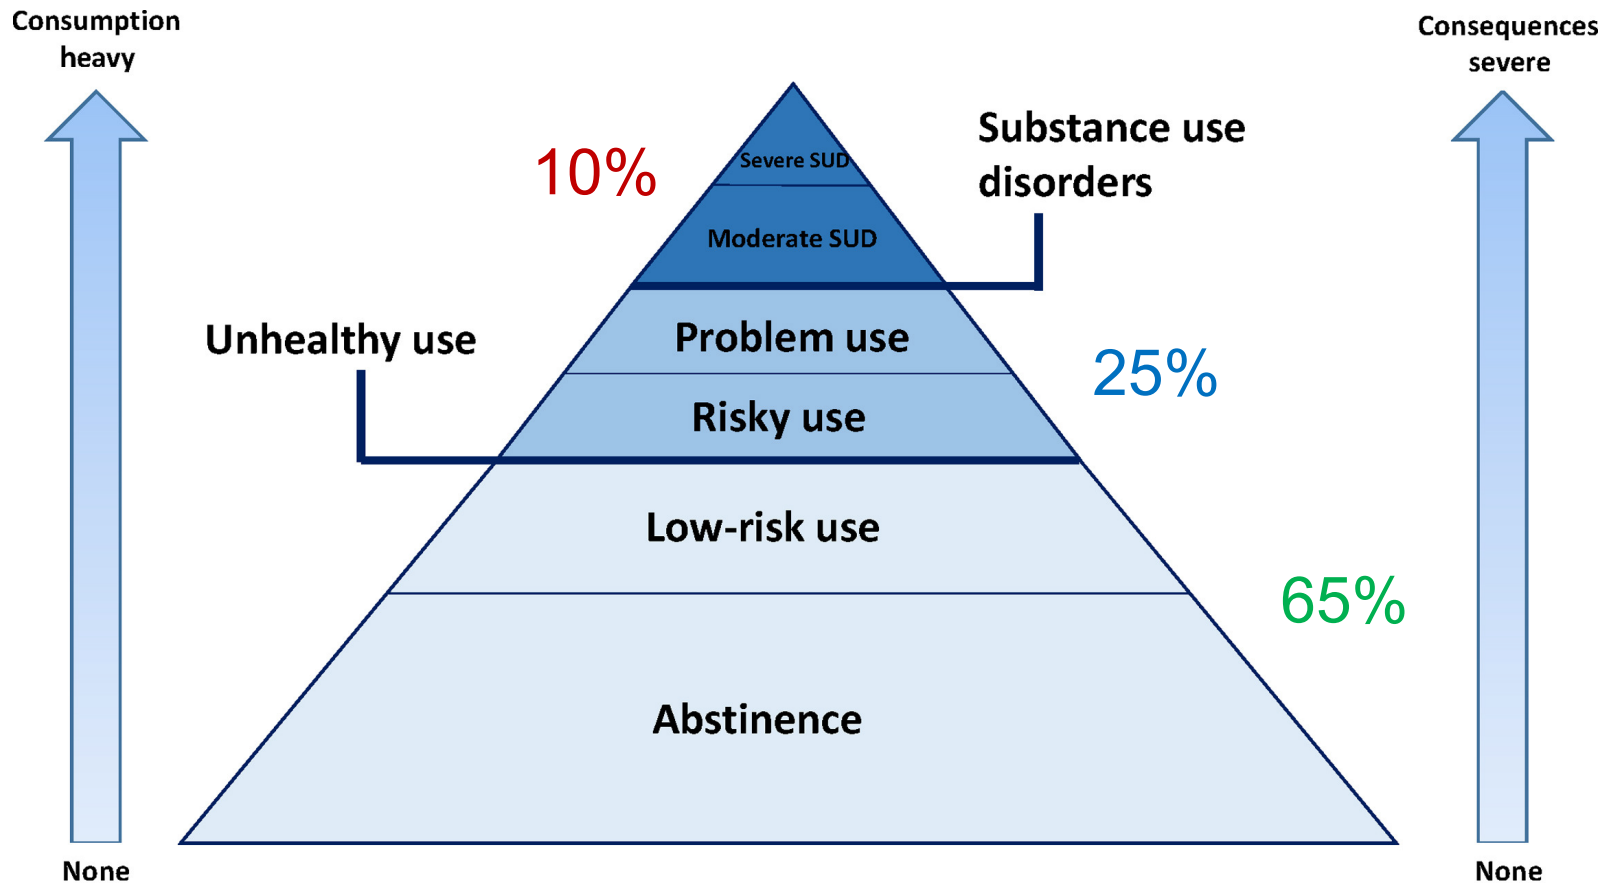 Consumption
heavy
Consequences
severe
Substance use
disorders
10%
Severe SUD
Moderate SUD
Unhealthy use
Problem use
25%
Risky use
Low-risk use
65%
Abstinence
None
None